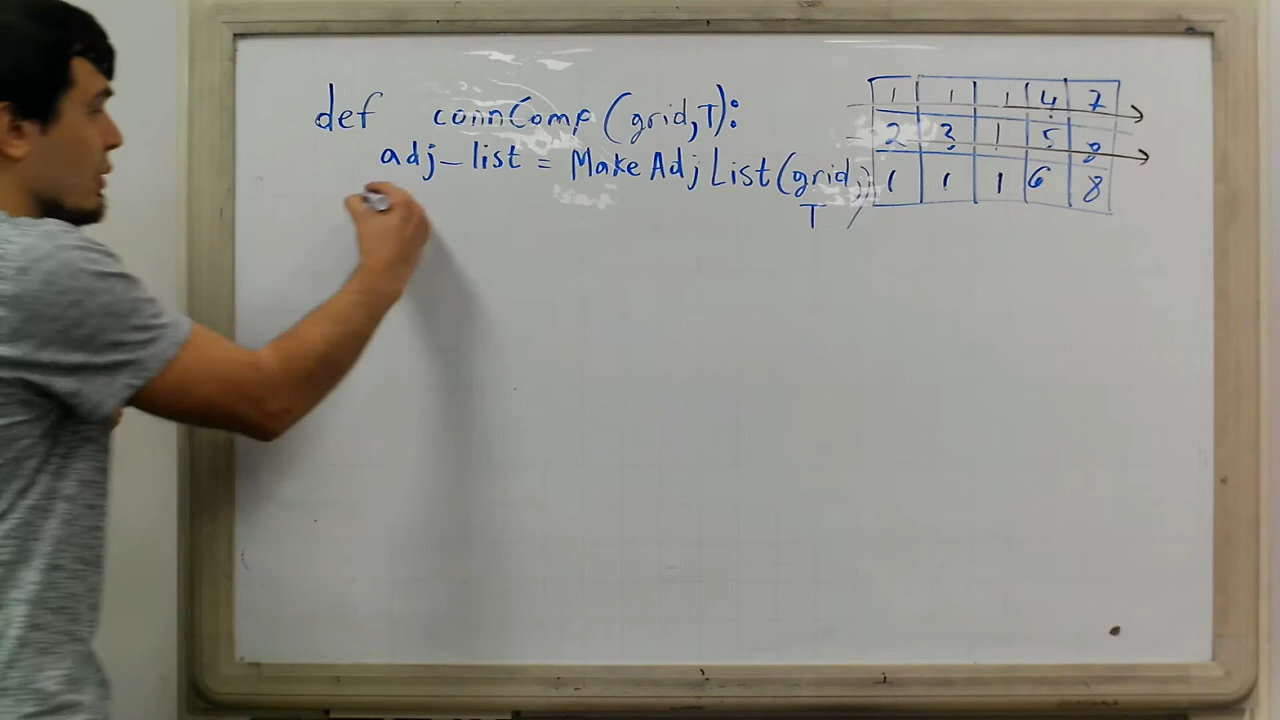 def connComp(grid,T):
adj_list = MakeAdjList(grid,
T)
1 1 1 4 7
2 3 1 5 8
1 1 1 6 8